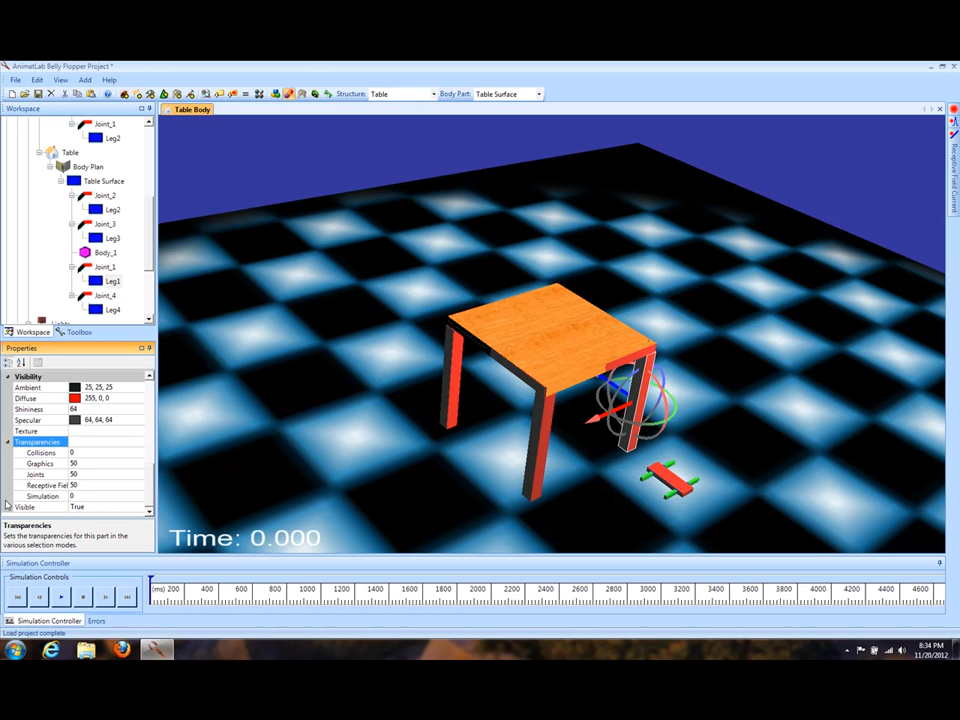 AnimatLab Belly Flopper Project *
File Edit View Add Help
Structure: Table Body Part: Table Surface
Workspace
Table Body
Joint_1
Leg2
Table
Body Plan
Table Surface
Joint_2
Leg2
Joint_3
Leg3
Body_1
Joint_1
Leg1
Joint_4
Leg4
Workspace Toolbox
Properties
Visibility
Ambient 25, 25, 25
Diffuse 255, 0, 0
Shininess 64
Specular 64, 64, 64
Texture
Transparencies
Collisions 0
Graphics 50
Joints 50
Receptive Fiel 50
Simulation 0
Visible True
Transparencies
Sets the transparencies for this part in the
various selection modes.
Time: 0.000
Receptive Field Current
Simulation Controller
Simulation Controls
(ms) 200 400 600 800 1000 1200 1400 1600 1800 2000 2200 2400 2600 2800 3000 3200 3400 3600 3800 4000 4200 4400 4600
Simulation Controller Errors
Load project complete
8:34 PM
11/20/2012